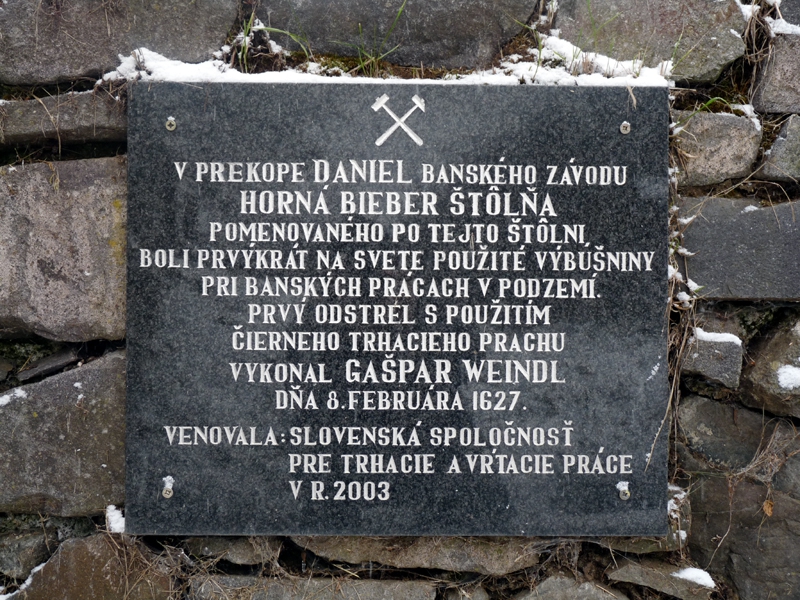 V PREKOPE DANIEL BANSKÉHO ZÁVODU
HORNÁ BIEBER ŠTÔLŇA
POMENOVANÉHO PO TEJTO ŠTÔLNI,
BOLI PRVÝKRÁT NA SVETE POUŽITÉ VÝBUŠNINY
PRI BANSKÝCH PRÁCACH V PODZEMÍ.
PRVÝ ODSTREL S POUŽITÍM
ČIERNEHO TRHACIEHO PRACHU
VYKONAL GAŠPAR WEINDL
DŇA 8.FEBRUÁRA 1627.
VENOVALA: SLOVENSKÁ SPOLOČNOSŤ
PRE TRHACIE A VŔTACIE PRÁCE
V R. 2003